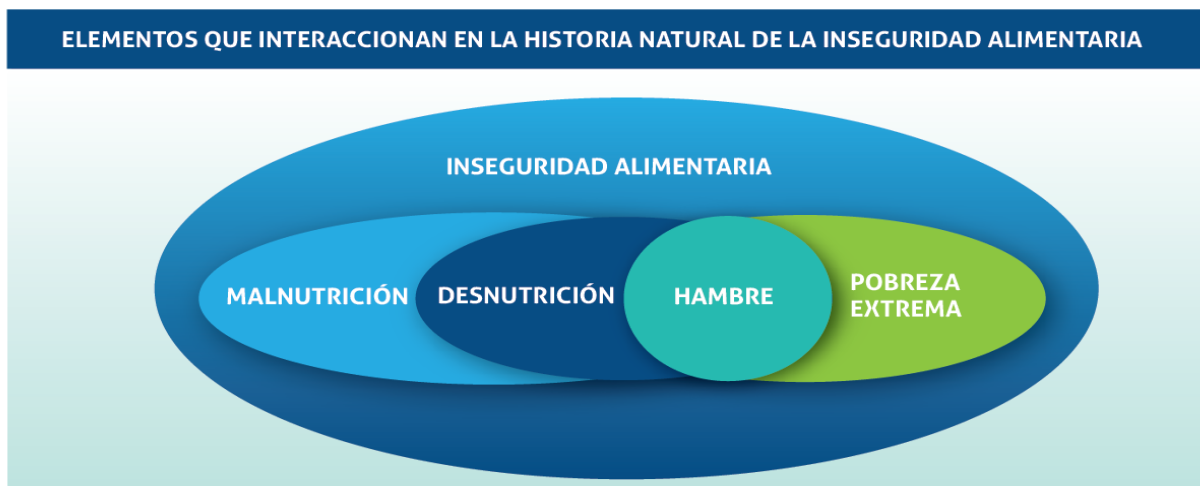 ELEMENTOS QUE INTERACCIONAN EN LA HISTORIA NATURAL DE LA INSEGURIDAD ALIMENTARIA
INSEGURIDAD ALIMENTARIA
MALNUTRICIÓN
DESNUTRICIÓN
HAMBRE
POBREZA
EXTREMA